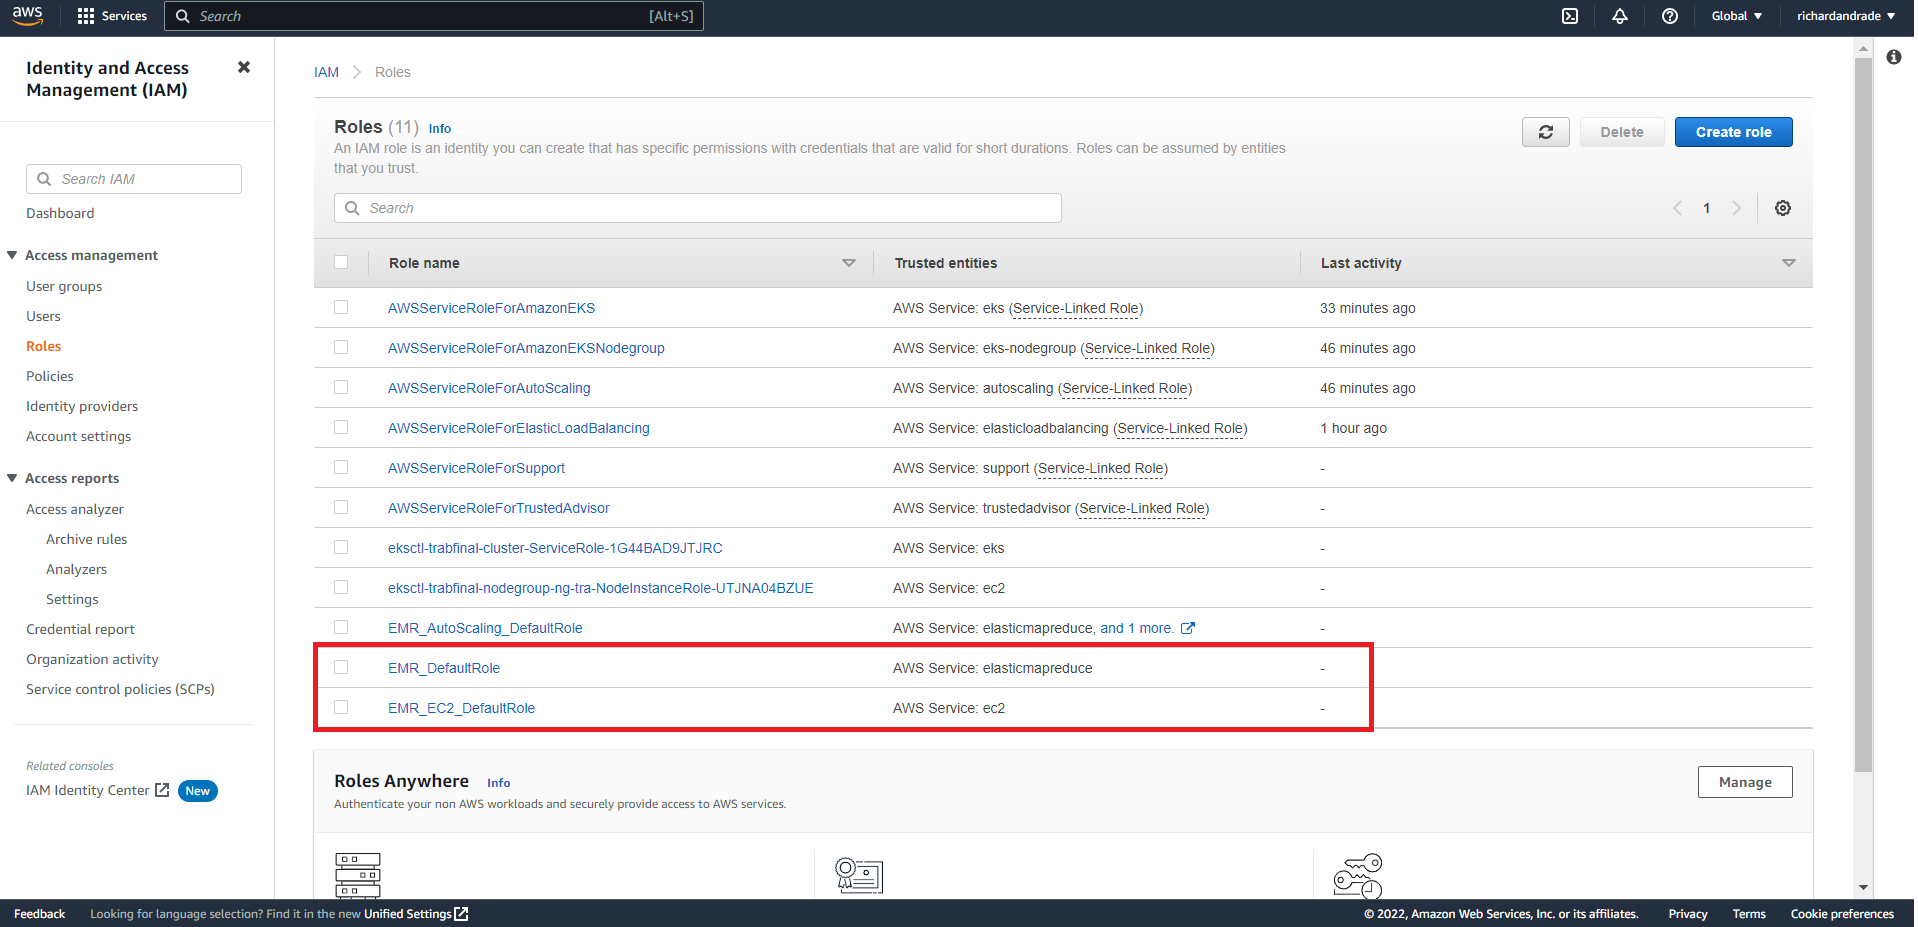 aws
Services
Search
[Alt+S]
Global
richardandrade
Identity and Access
Management (IAM)
Search IAM
Dashboard
Access management
User groups
Users
Roles
Policies
Identity providers
Account settings
Access reports
Access analyzer
Archive rules
Analyzers
Settings
Credential report
Organization activity
Service control policies (SCPs)
Related consoles
IAM Identity Center New
IAM Roles
Roles (11) Info
An IAM role is an identity you can create that has specific permissions with credentials that are valid for short durations. Roles can be assumed by entities
that you trust.
Delete
Create role
Search
1
Role name Trusted entities Last activity
AWSServiceRoleForAmazonEKS AWS Service: eks (Service-Linked Role) 33 minutes ago
AWSServiceRoleForAmazonEKSNodegroup AWS Service: eks-nodegroup (Service-Linked Role) 46 minutes ago
AWSServiceRoleForAutoScaling AWS Service: autoscaling (Service-Linked Role) 46 minutes ago
AWSServiceRoleForElasticLoadBalancing AWS Service: elasticloadbalancing (Service-Linked Role) 1 hour ago
AWSServiceRoleForSupport AWS Service: support (Service-Linked Role) -
AWSServiceRoleForTrustedAdvisor AWS Service: trustedadvisor (Service-Linked Role) -
eksctl-trabfinal-cluster-ServiceRole-1G44BAD9JTJRC AWS Service: eks -
eksctl-trabfinal-nodegroup-ng-tra-NodeInstanceRole-UTJNA04BZUE AWS Service: ec2 -
EMR_AutoScaling_DefaultRole AWS Service: elasticmapreduce, and 1 more. -
EMR_DefaultRole AWS Service: elasticmapreduce -
EMR_EC2_DefaultRole AWS Service: ec2 -
Roles Anywhere Info
Authenticate your non AWS workloads and securely provide access to AWS services.
Manage
Feedback Looking for language selection? Find it in the new Unified Settings
© 2022, Amazon Web Services, Inc. or its affiliates. Privacy Terms Cookie preferences